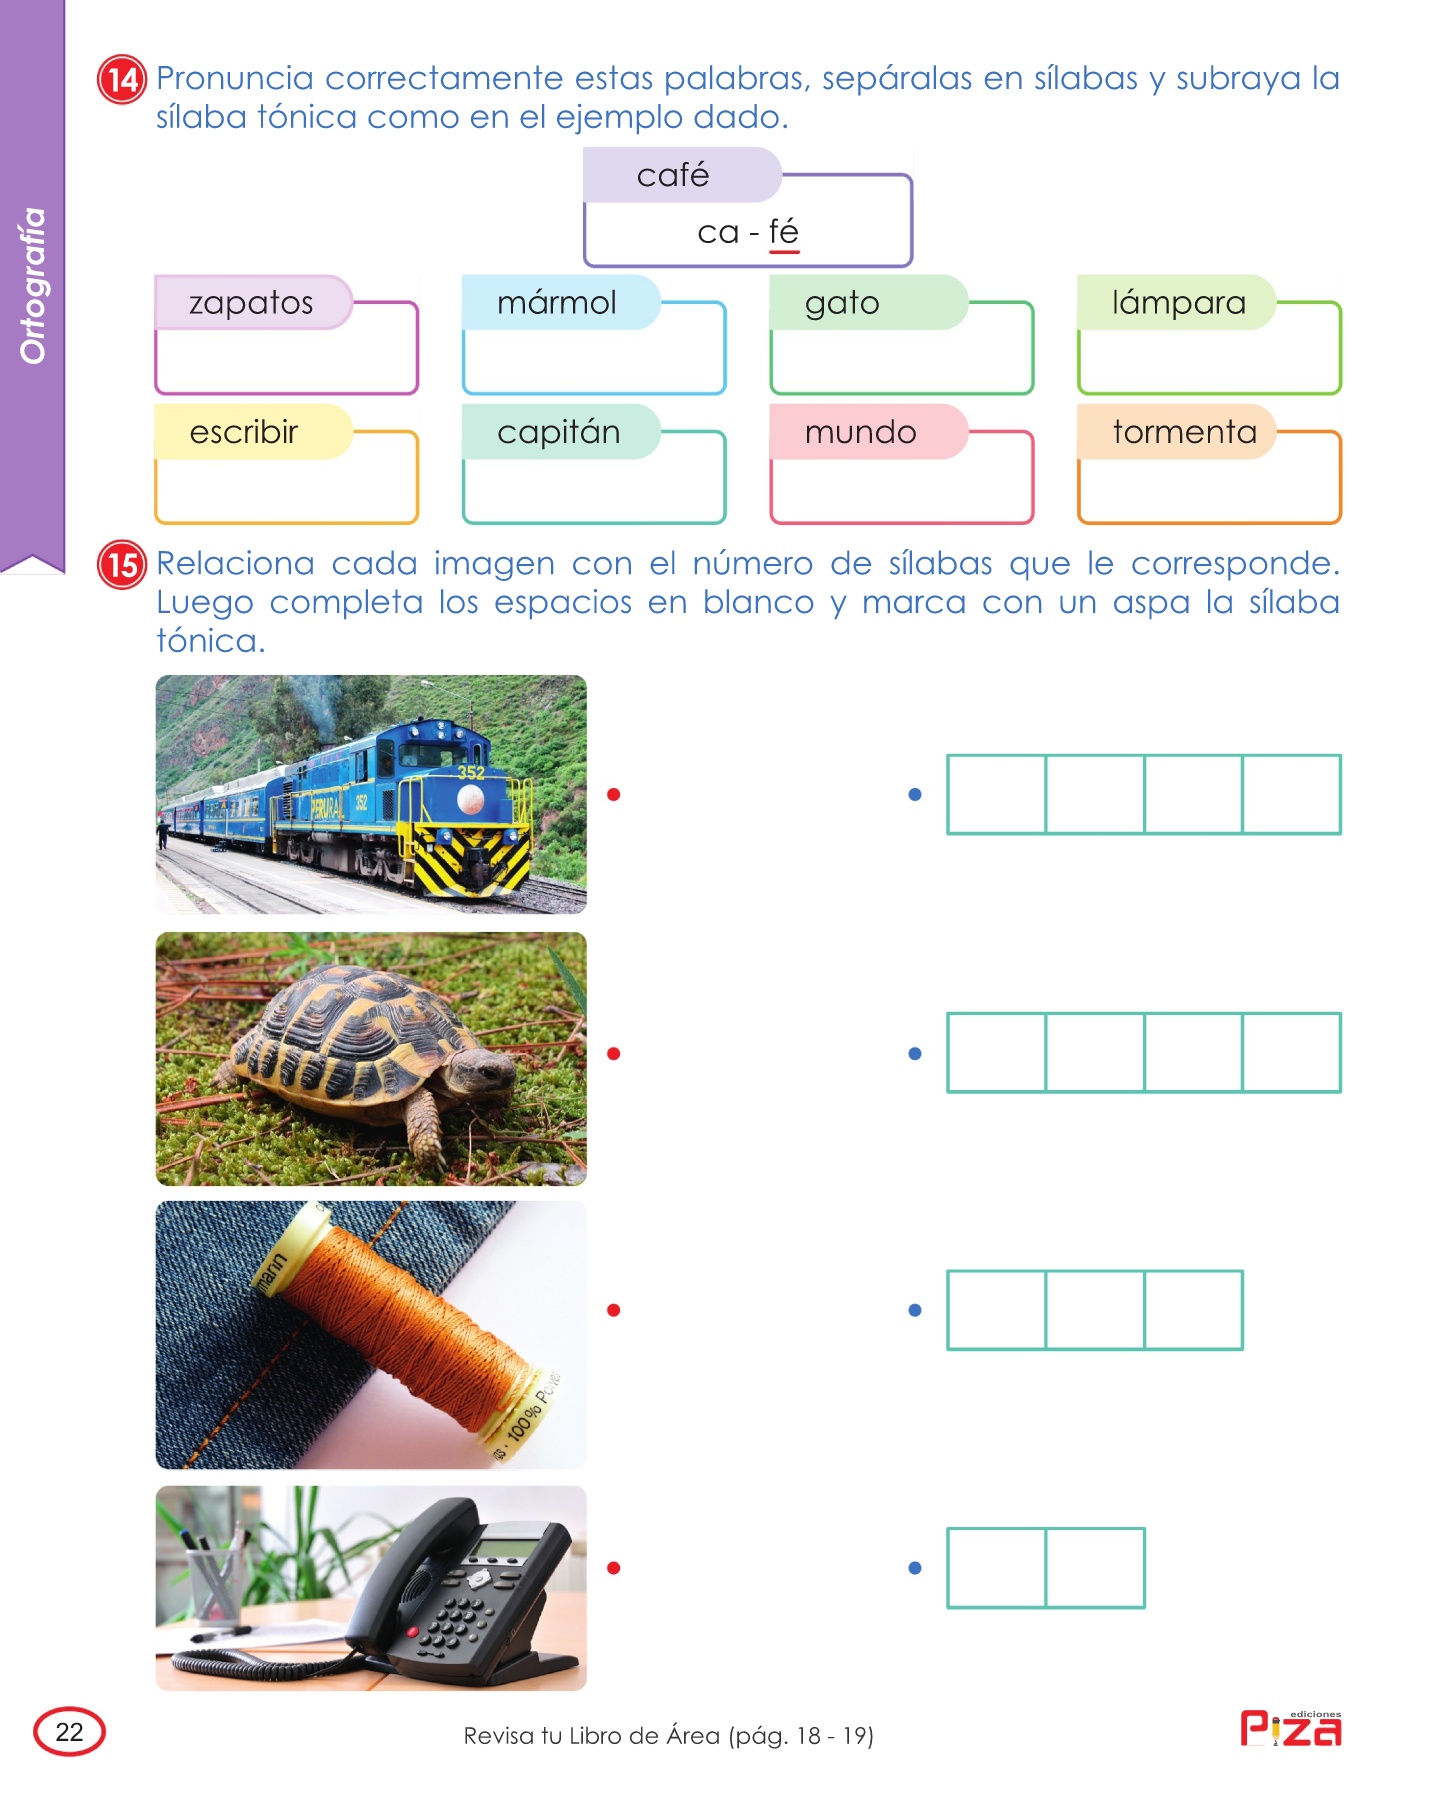 Ortografía
14 Pronuncia correctamente estas palabras, sepáralas en sílabas y subraya la
sílaba tónica como en el ejemplo dado.
café
ca - fé
zapatos
mármol
gato
lámpara
escribir
capitán
mundo
tormenta
15 Relaciona cada imagen con el número de sílabas que le corresponde.
Luego completa los espacios en blanco y marca con un aspa la sílaba
tónica.
352
PERURAIL 352
100% Po
22
Revisa tu Libro de Área (pág. 18 - 19)
ediciones
Piza